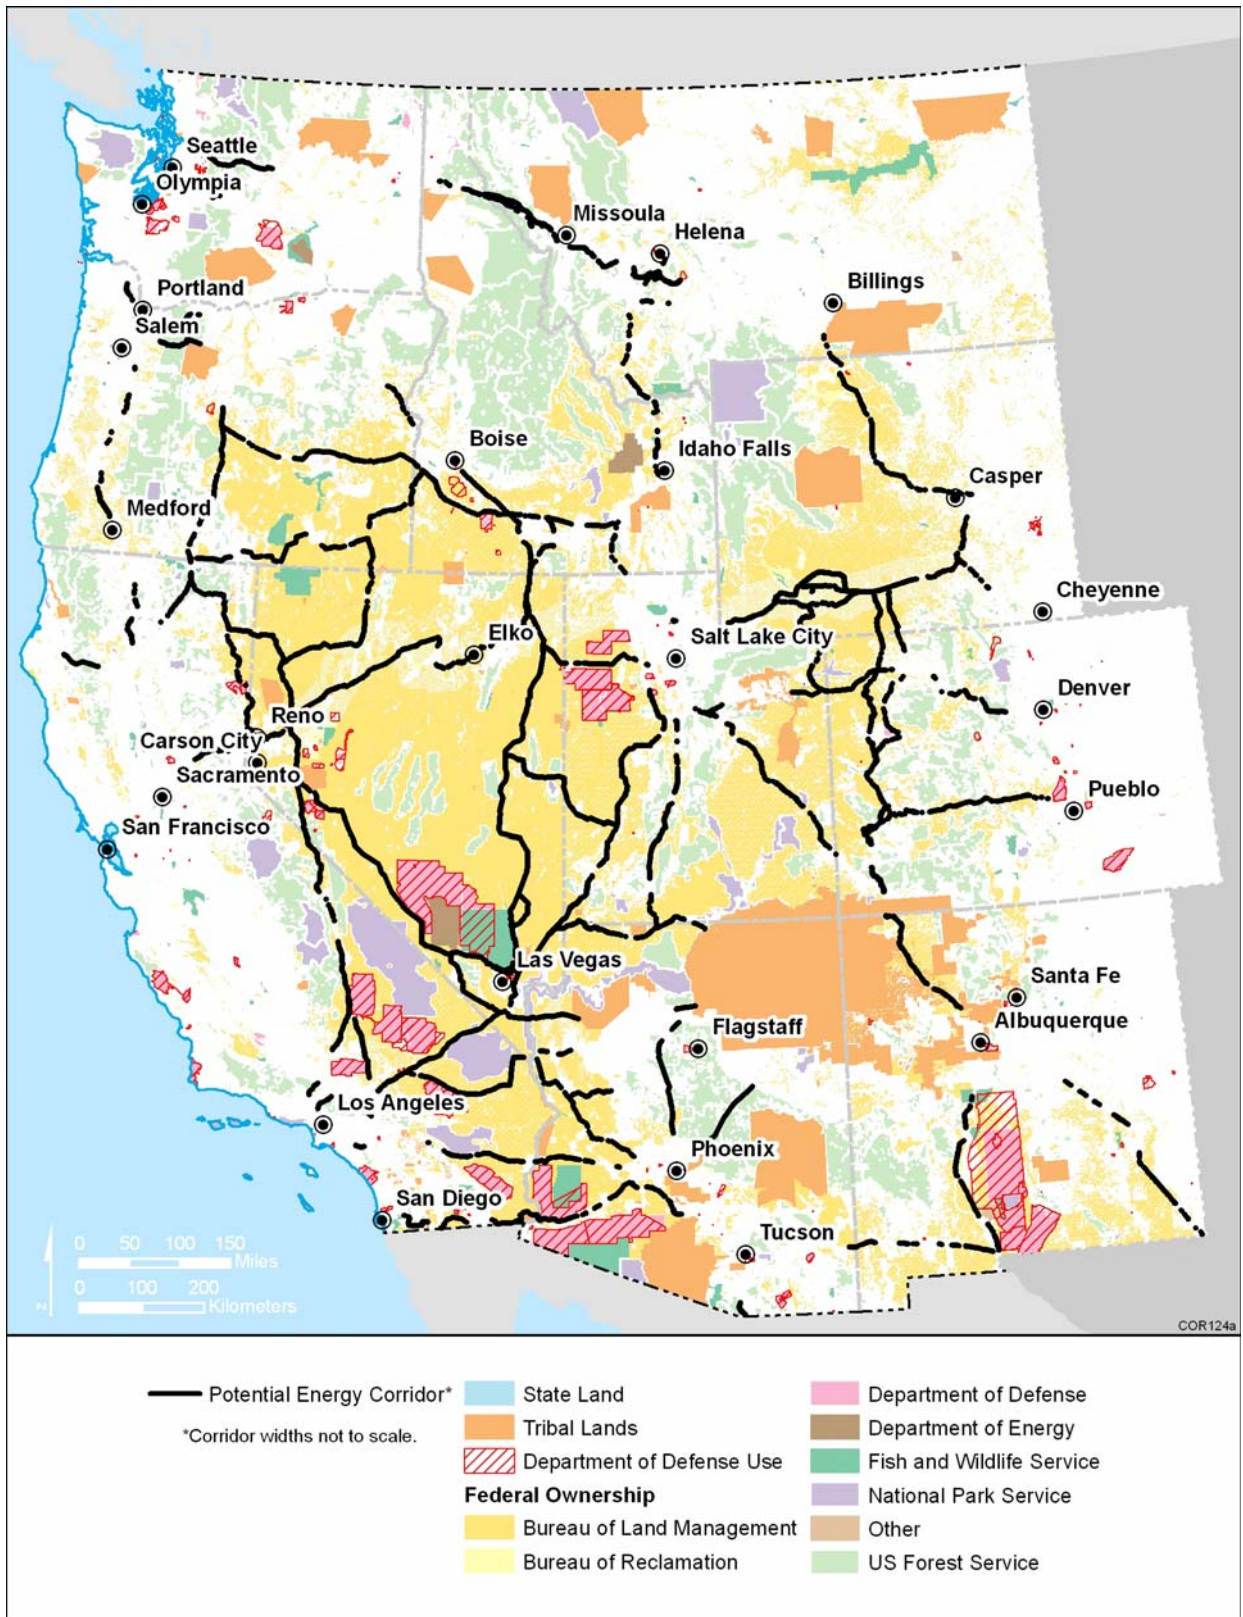 Seattle
Olympia
Missoula
Helena
Billings
Portland
Salem
Boise
Idaho Falls
Casper
Medford
Cheyenne
Elko
Salt Lake City
Denver
Reno
Carson City
Sacramento
Pueblo
San Francisco
Las Vegas
Santa Fe
Albuquerque
Flagstaff
Los Angeles
Phoenix
San Diego
Tucson
0 50 100 150
Miles
0 100 200
Kilometers
N
COR124a
Potential Energy Corridor*
*Corridor widths not to scale.
State Land
Tribal Lands
Department of Defense Use
Federal Ownership
Bureau of Land Management
Bureau of Reclamation
Department of Defense
Department of Energy
Fish and Wildlife Service
National Park Service
Other
US Forest Service